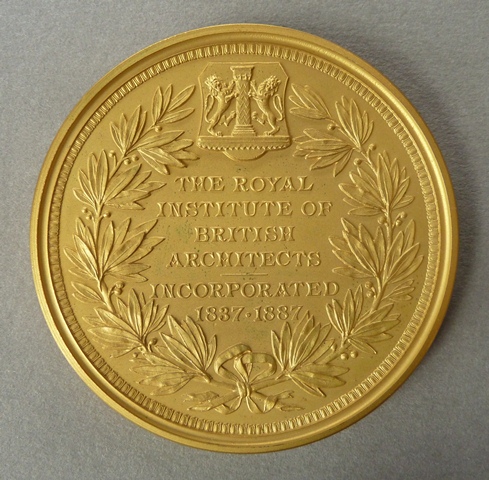 THE ROYAL
INSTITUTE OF
BRITISH
ARCHITECTS
INCORPORATED
1837·1887